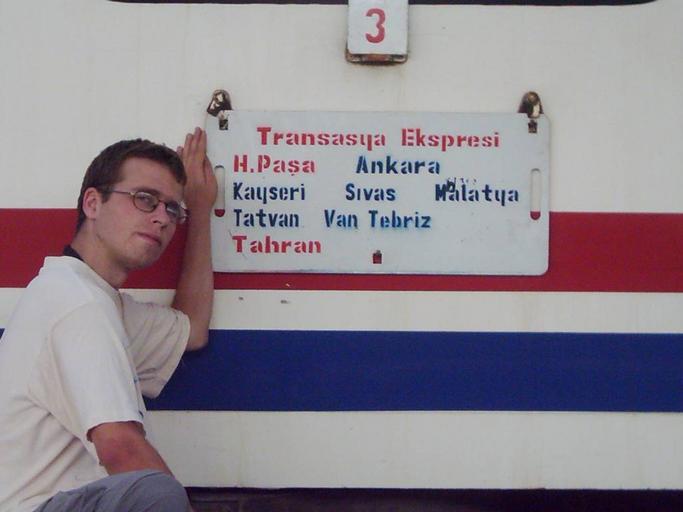 3
Transasya Ekspresi
H.Paşa Ankara
Kayseri Sıvas Malatya
Tatvan Van Tebriz
Tahran